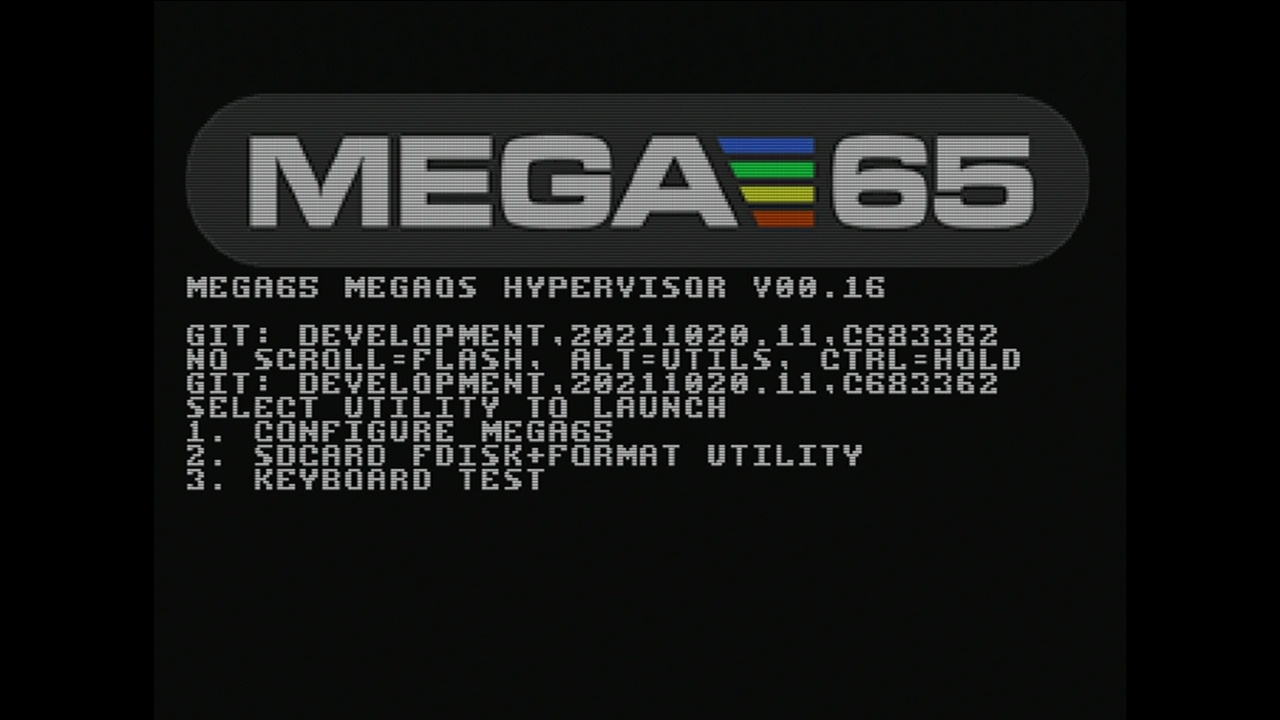 MEGA65
MEGA65 MEGAOS HYPERVISOR V00.16
GIT: DEVELOPMENT,20211020.11,C683362
NO SCROLL=FLASH, ALT=UTILS, CTRL=HOLD
GIT: DEVELOPMENT,20211020.11,C683362
SELECT UTILITY TO LAUNCH
1. CONFIGURE MEGA65
2. SDCARD FDISK+FORMAT UTILITY
3. KEYBOARD TEST